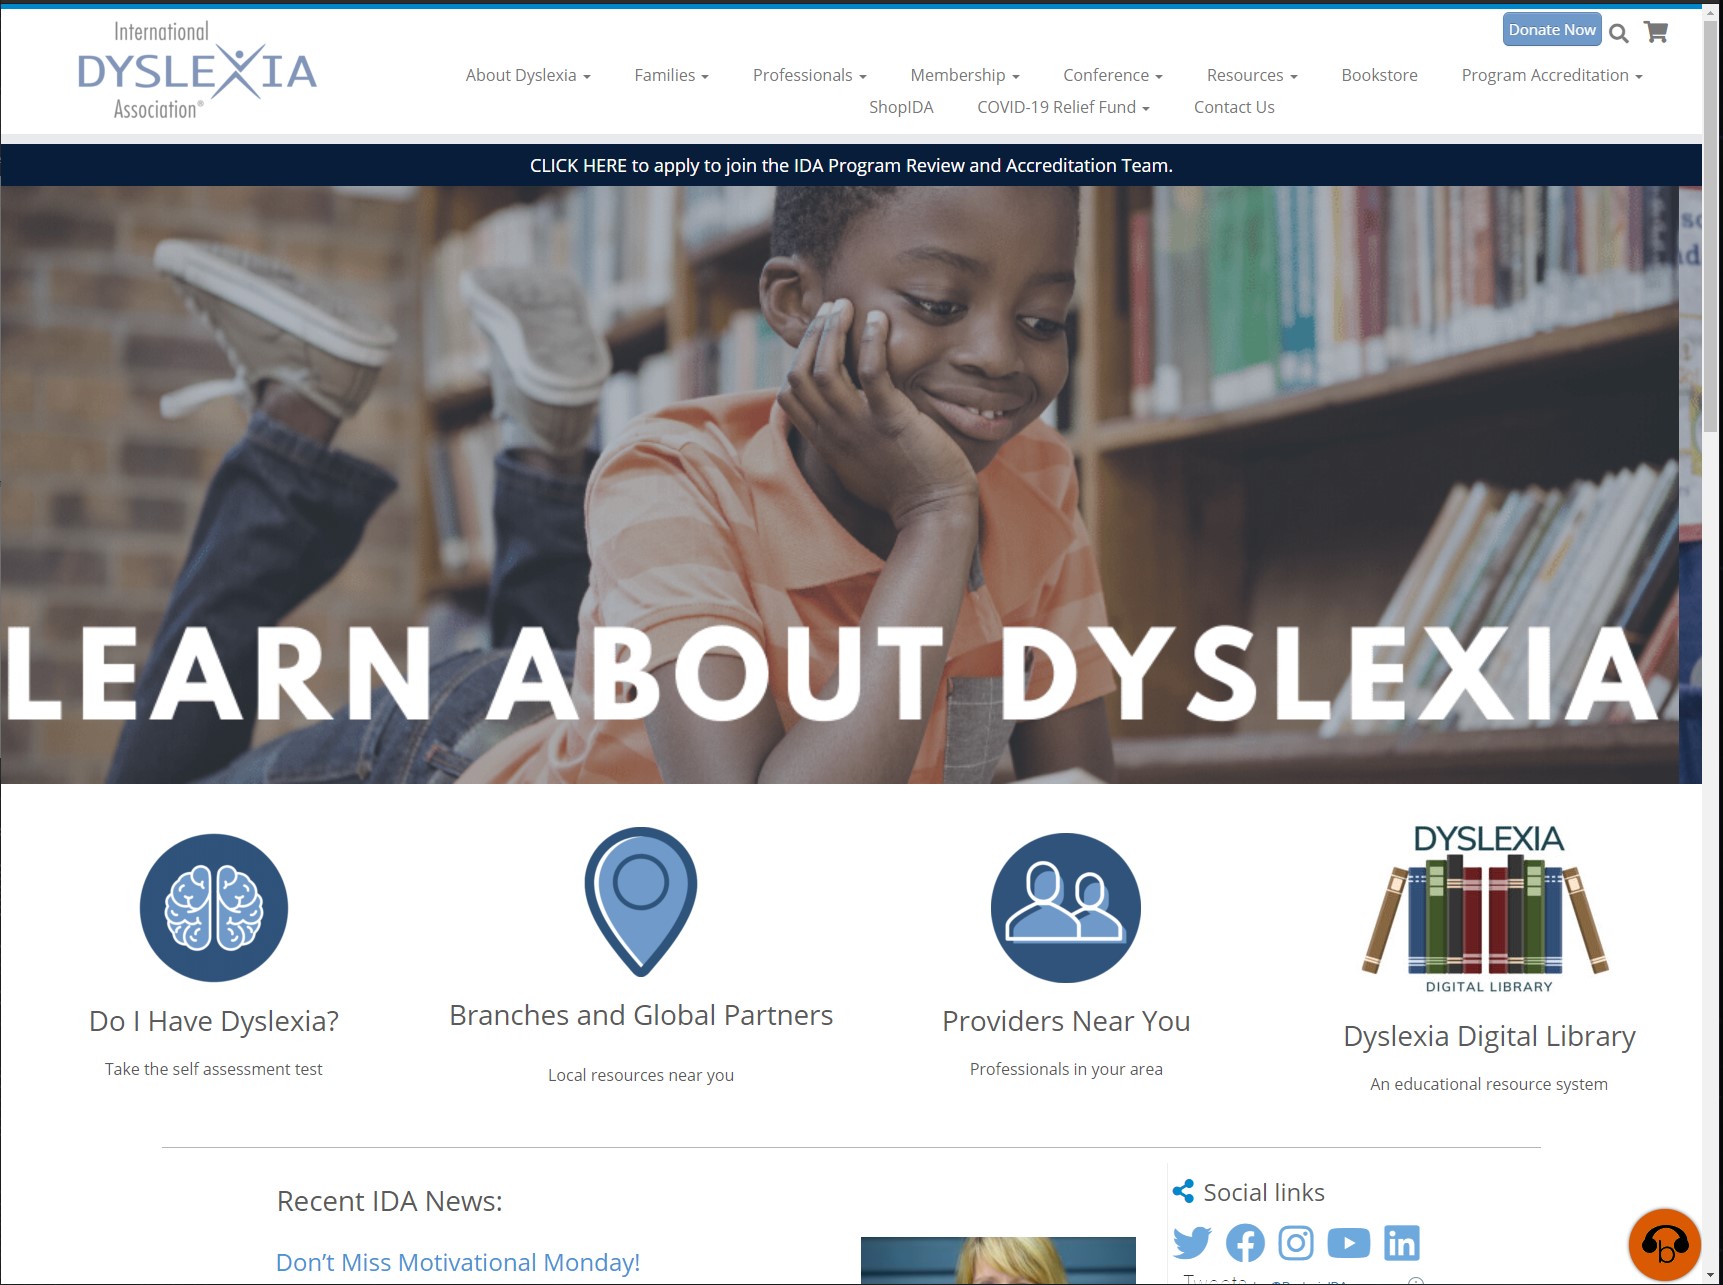 International
DYSLEXIA
Association®
Donate Now
About Dyslexia
Families
Professionals
Membership
Conference
Resources
Bookstore
Program Accreditation
ShopIDA
COVID-19 Relief Fund
Contact Us
CLICK HERE to apply to join the IDA Program Review and Accreditation Team.
LEARN ABOUT DYSLEXIA
DYSLEXIA
DIGITAL LIBRARY
Do I Have Dyslexia?
Take the self assessment test
Branches and Global Partners
Local resources near you
Providers Near You
Professionals in your area
Dyslexia Digital Library
An educational resource system
Recent IDA News:
Don’t Miss Motivational Monday!
Social links
b